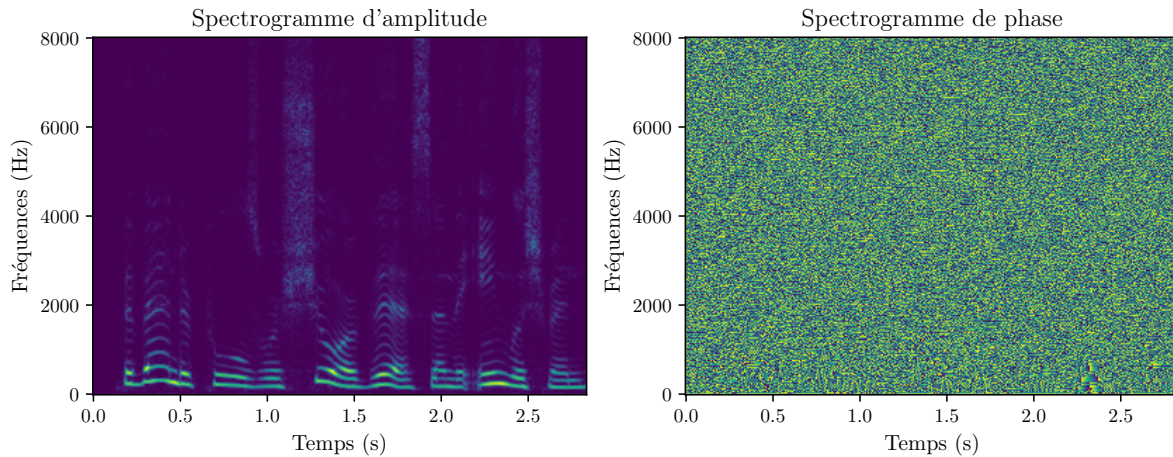 Spectrogramme d'amplitude
8000
6000
4000
2000
0
Fréquences (Hz)
0.0 0.5 1.0 1.5 2.0 2.5
Temps (s)
Spectrogramme de phase
8000
6000
4000
2000
0
Fréquences (Hz)
0.0 0.5 1.0 1.5 2.0 2.5
Temps (s)